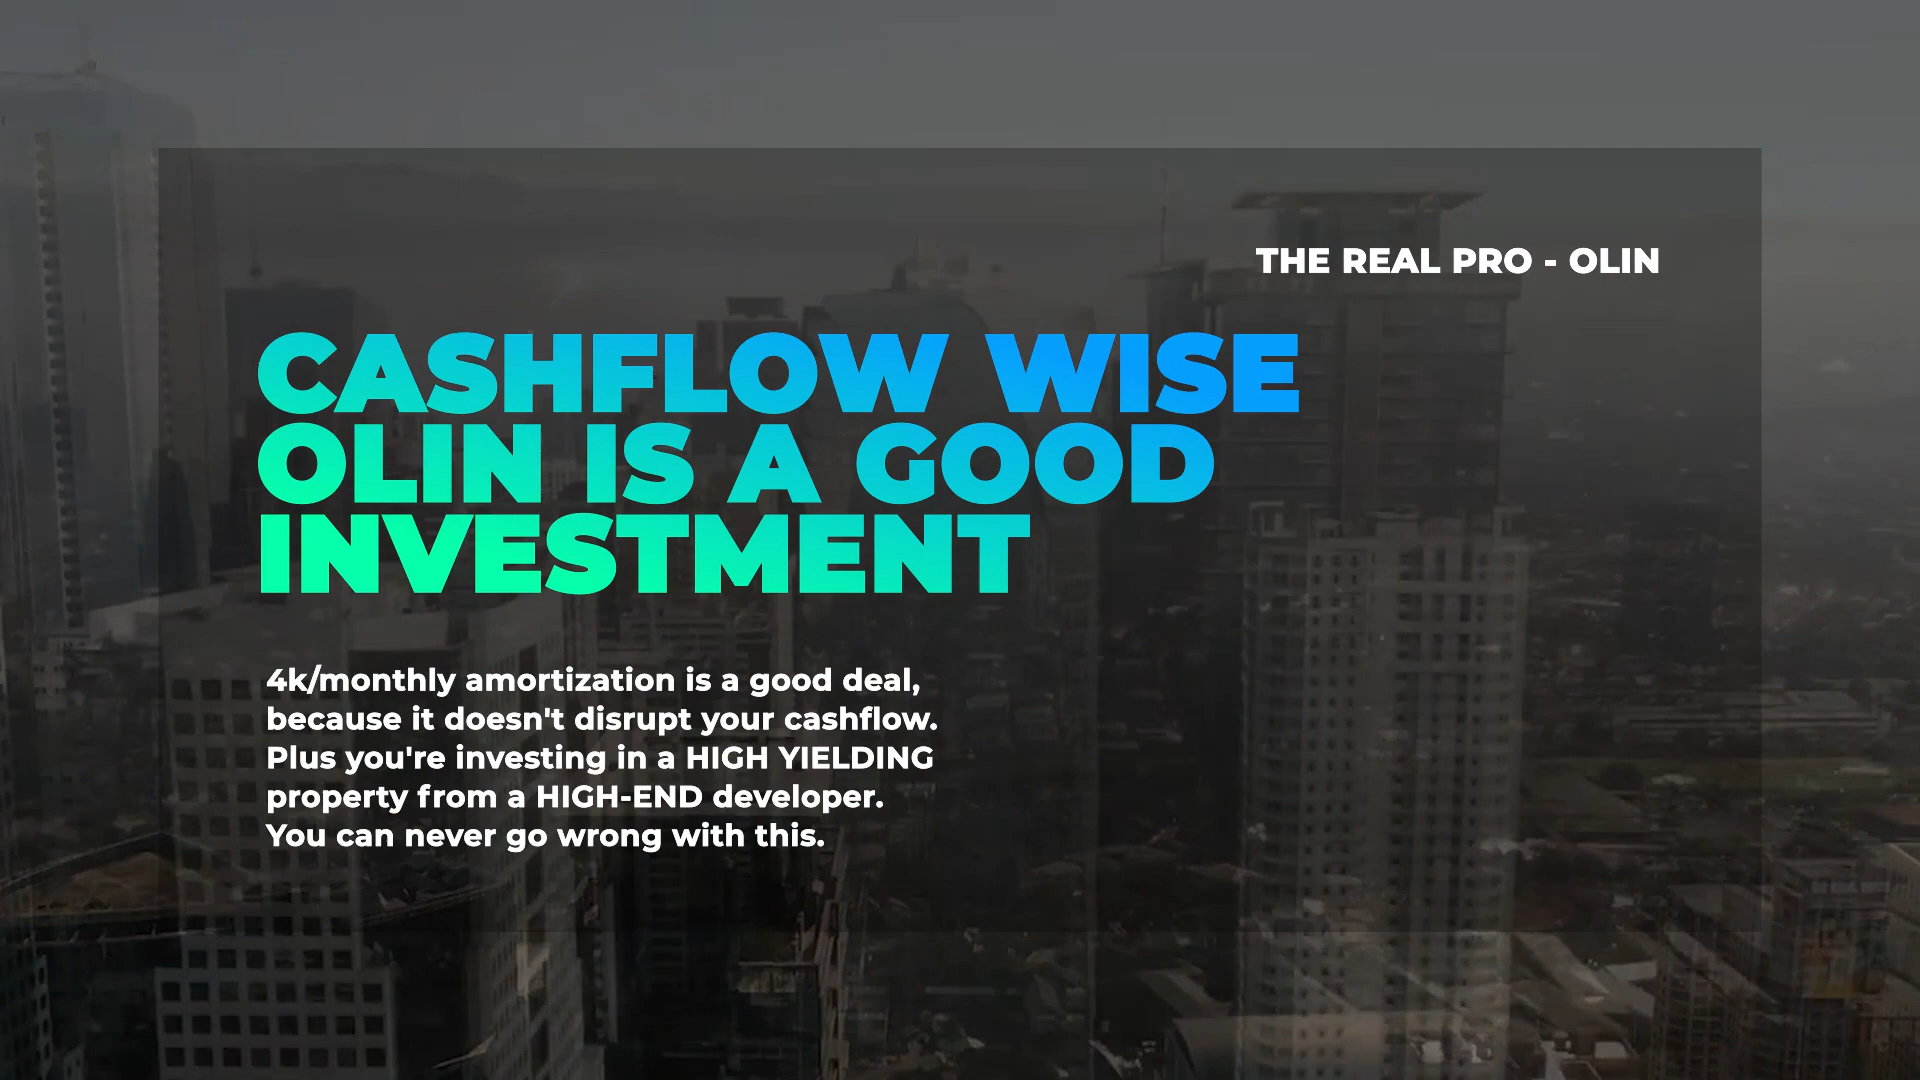 THE REAL PRO - OLIN
CASHFLOW WISE
OLIN IS A GOOD
INVESTMENT
4k/monthly amortization is a good deal,
because it doesn't disrupt your cashflow.
Plus you're investing in a HIGH YIELDING
property from a HIGH-END developer.
You can never go wrong with this.